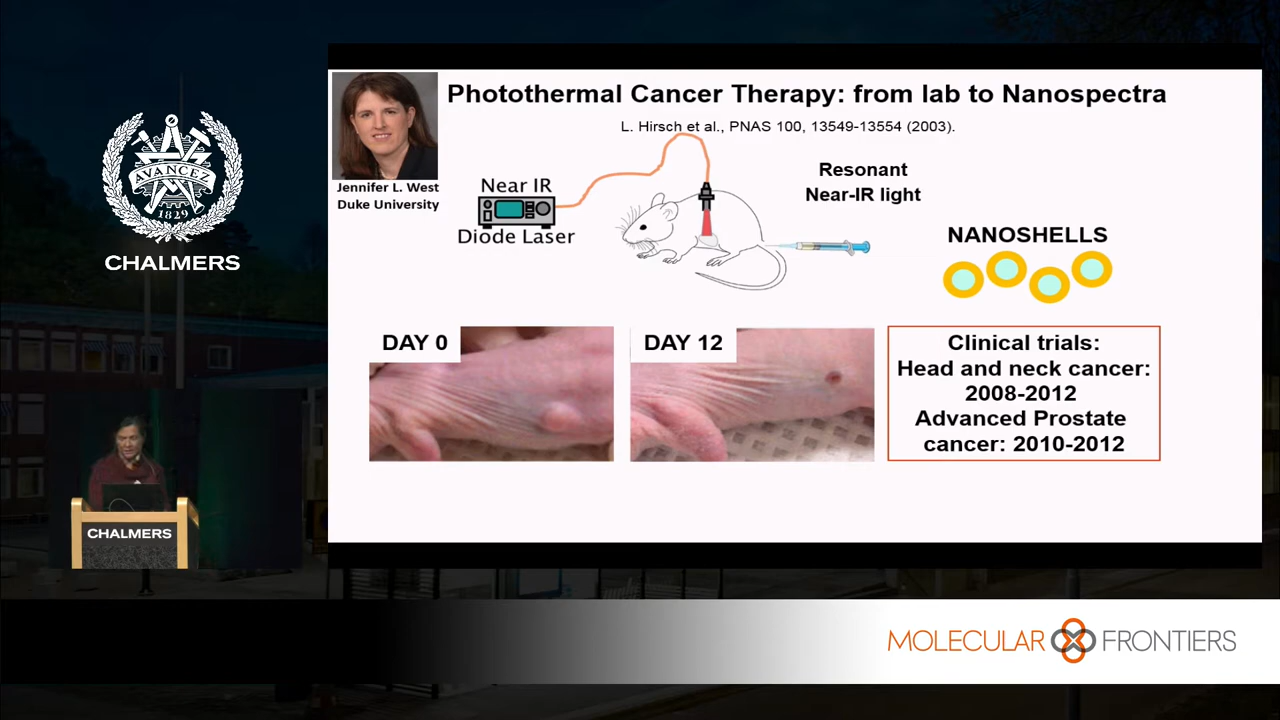 AVANCEZ
1829
CHALMERS
Photothermal Cancer Therapy: from lab to Nanospectra
L. Hirsch et al., PNAS 100, 13549-13554 (2003).
Jennifer L. West
Duke University
Near IR
Diode Laser
Resonant
Near-IR light
NANOSHELLS
DAY 0
DAY 12
Clinical trials:
Head and neck cancer:
2008-2012
Advanced Prostate
cancer: 2010-2012
CHALMERS
MOLECULAR FRONTIERS